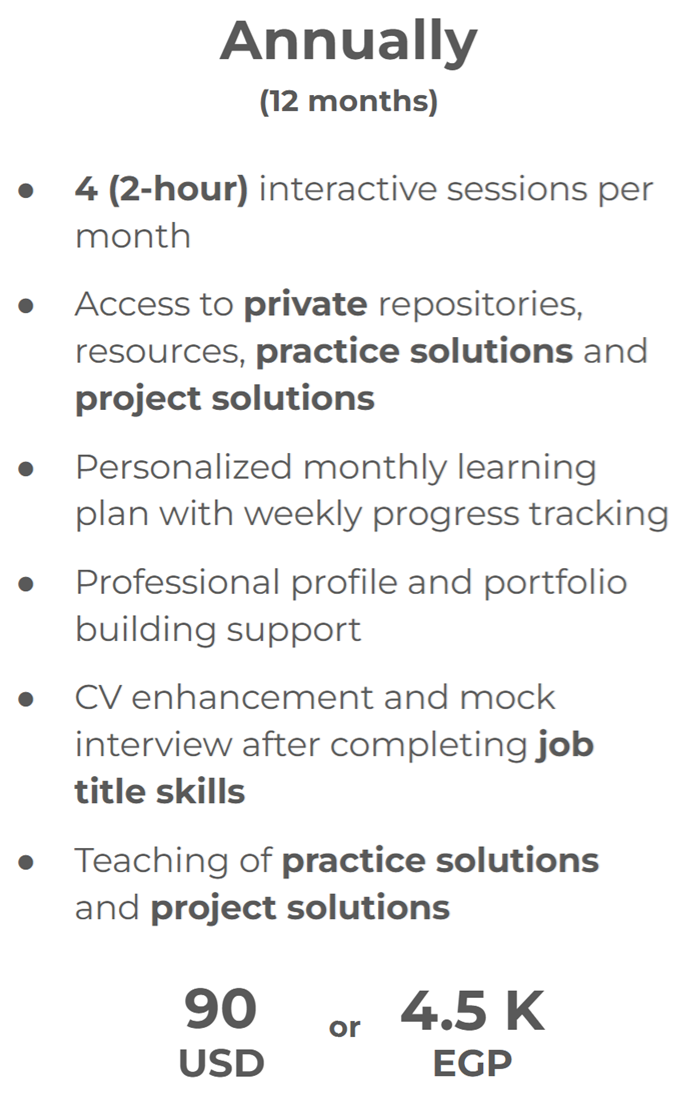 Annually
(12 months)
● 4 (2-hour) interactive sessions per
month
● Access to private repositories,
resources, practice solutions and
project solutions
● Personalized monthly learning
plan with weekly progress tracking
● Professional profile and portfolio
building support
● CV enhancement and mock
interview after completing job
title skills
● Teaching of practice solutions
and project solutions
90 or 4.5 K
USD EGP